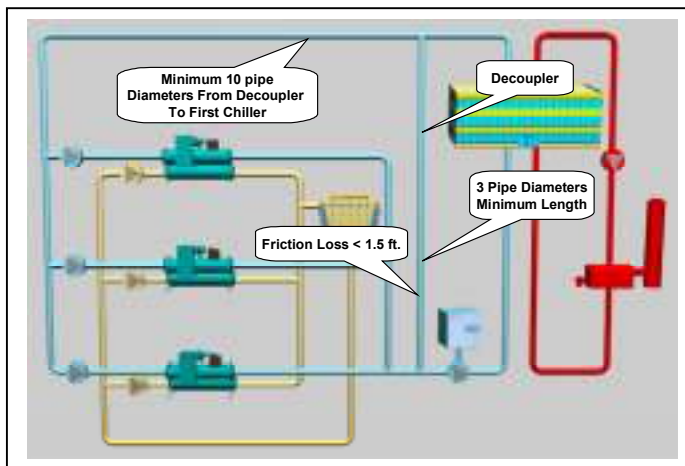 Minimum 10 pipe
Diameters From Decoupler
To First Chiller
Decoupler
3 Pipe Diameters
Minimum Length
Friction Loss < 1.5 ft.